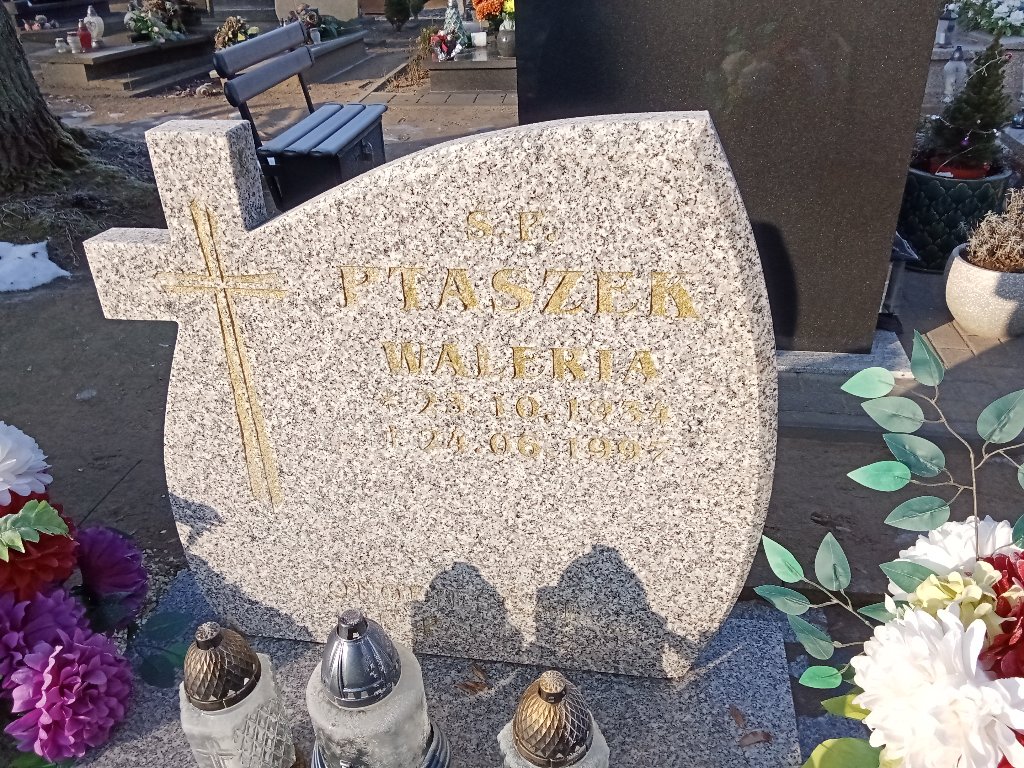 Ś. P.
PTASZEK
WALERIA
* 23.10.1934
† 24.06.1997